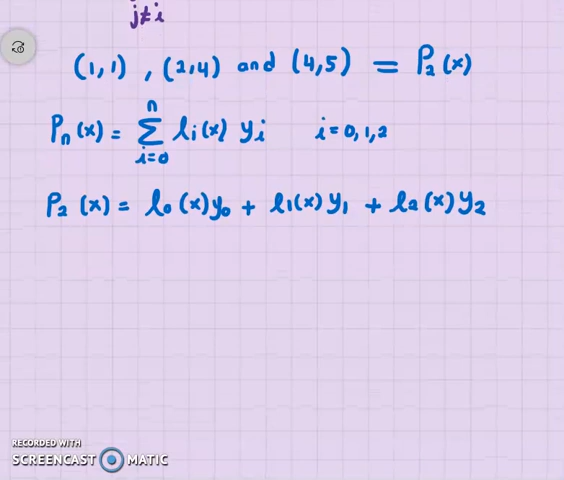 j≠i
(1,1) , (2,4) and (4,5) = P₂(x)
Pₙ(x) = ∑ᵢ₌₀ⁿ lᵢ(x) yᵢ i=0,1,2
P₂(x) = l₀(x)y₀ + l₁(x)y₁ + l₂(x)y₂
RECORDED WITH
SCREENCAST MATIC